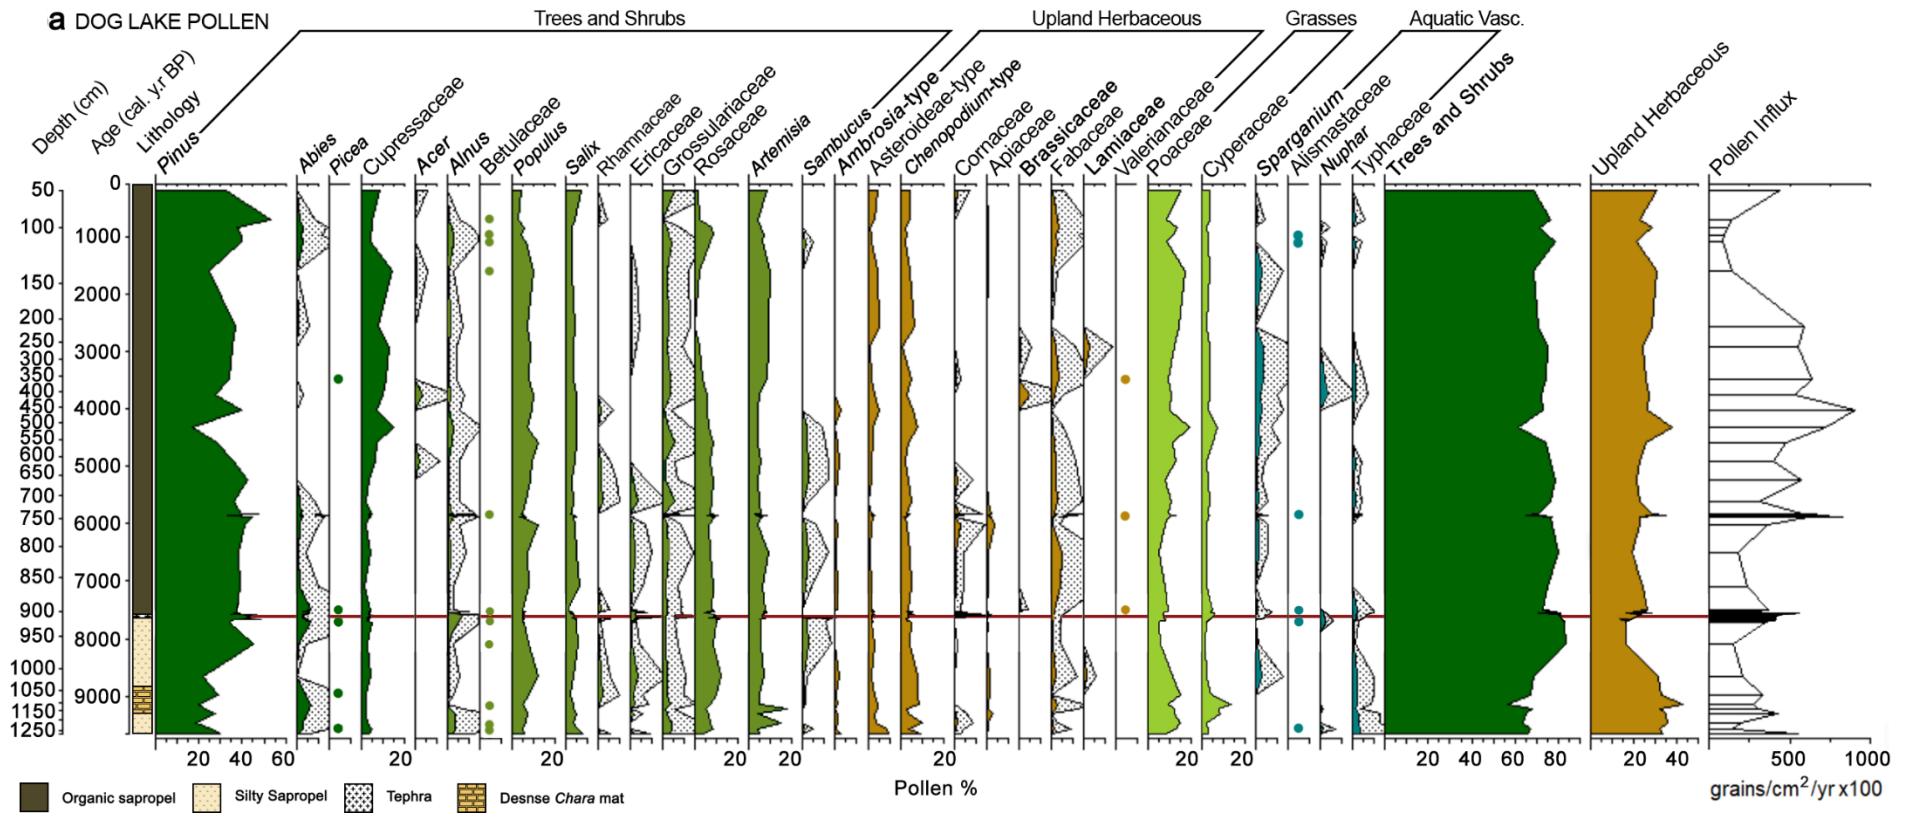 a DOG LAKE POLLEN
Trees and Shrubs
Upland Herbaceous
Grasses
Aquatic Vasc.
Depth (cm)
Age (cal. y.r BP)
Lithology
Pinus
Abies
Picea
Cupressaceae
Acer
Alnus
Betulaceae
Populus
Salix
Rhamnaceae
Ericaceae
Grossulariaceae
Rosaceae
Artemisia
Sambucus
Ambrosia-type
Asteroideae-type
Chenopodium-type
Cornaceae
Apiaceae
Brassicaceae
Fabaceae
Lamiaceae
Valerianaceae
Poaceae
Cyperaceae
Sparganium
Alismastaceae
Nuphar
Typhaceae
Trees and Shrubs
Upland Herbaceous
Pollen Influx
50
100
150
200
250
300
350
400
450
500
550
600
650
700
750
800
850
900
950
1000
1050
1150
1250
0
1000
2000
3000
4000
5000
6000
7000
8000
9000
20 40 60
20
20
20
20
20
20
20
20 40 60 80
20 40
500 1000
Pollen %
grains/cm²/yr x100
Organic sapropel
Silty Sapropel
Tephra
Desnse Chara mat